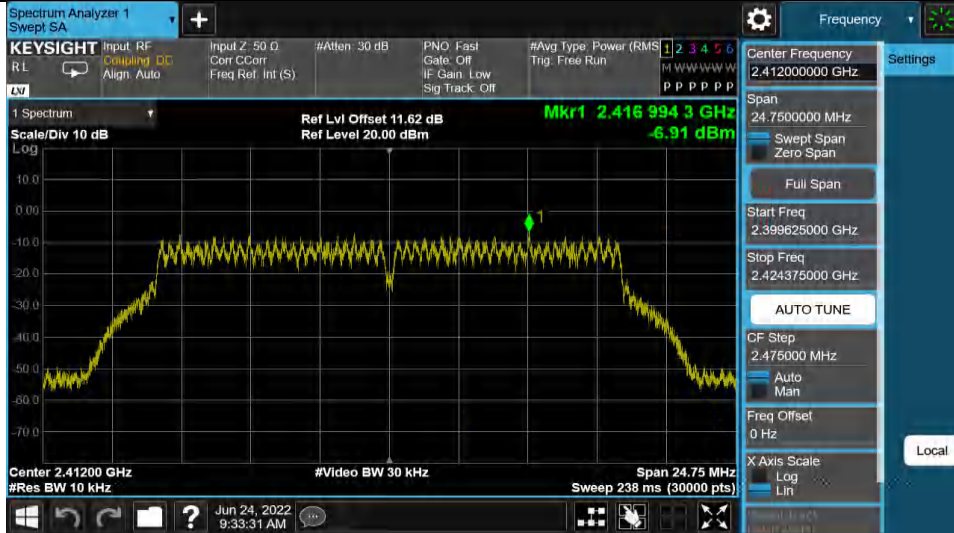 Spectrum Analyzer 1
Swept SA
Frequency
KEYSIGHT
RL
LXI
Input: RF
Coupling: DC
Align: Auto
Input Z: 50 Ω
Corr CCorr
Freq Ref: Int (S)
#Atten: 30 dB
PNO: Fast
Gate: Off
IF Gain: Low
Sig Track: Off
#Avg Type: Power (RMS
Trig: Free Run
1 2 3 4 5 6
M W W W W W
P P P P P P
1 Spectrum
Scale/Div 10 dB
Log
Ref Lvl Offset 11.62 dB
Ref Level 20.00 dBm
Mkr1 2.416 994 3 GHz
-6.91 dBm
10.0
0.00
-10.0
-20.0
-30.0
-40.0
-50.0
-60.0
-70.0
1
Center 2.41200 GHz
#Res BW 10 kHz
#Video BW 30 kHz
Span 24.75 MHz
Sweep 238 ms (30000 pts)
Center Frequency
2.412000000 GHz
Settings
Span
24.7500000 MHz
Swept Span
Zero Span
Full Span
Start Freq
2.399625000 GHz
Stop Freq
2.424375000 GHz
AUTO TUNE
CF Step
2.475000 MHz
Auto
Man
Freq Offset
0 Hz
X Axis Scale
Log
Lin
Local
Jun 24, 2022
9:33:31 AM